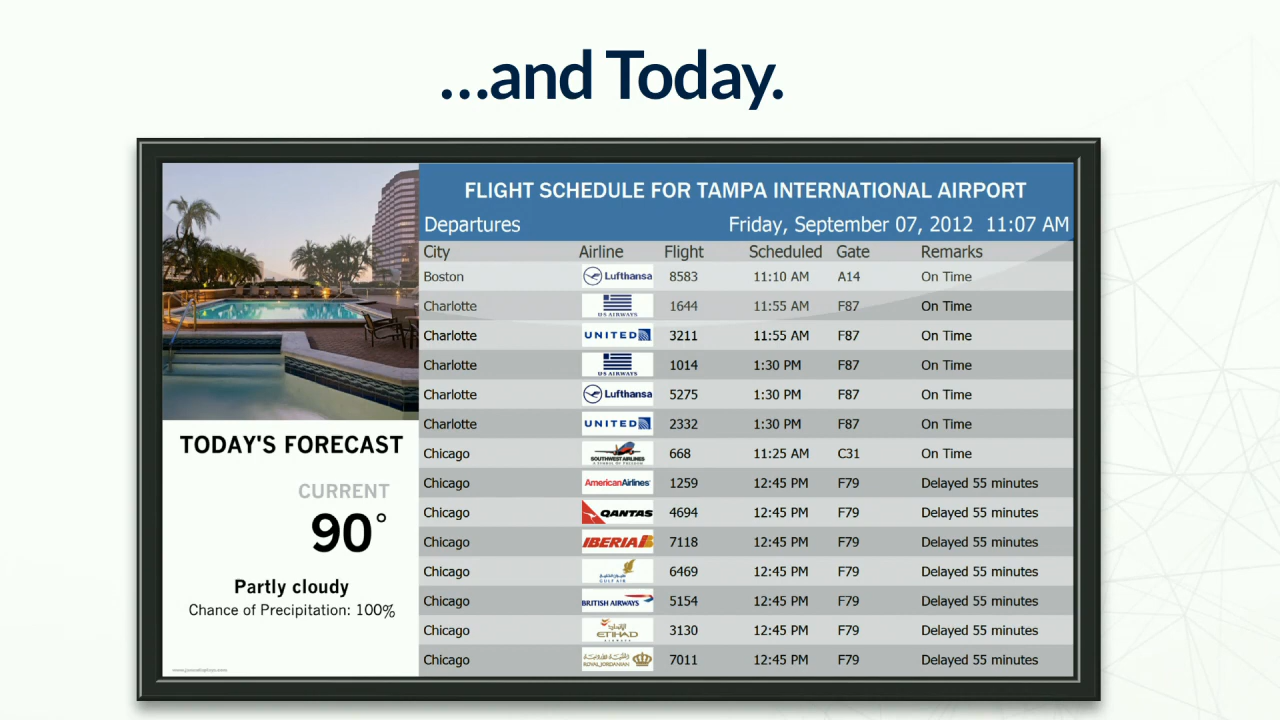 ...and Today.
FLIGHT SCHEDULE FOR TAMPA INTERNATIONAL AIRPORT
Departures Friday, September 07, 2012 11:07 AM
City Airline Flight Scheduled Gate Remarks
Boston Lufthansa 8583 11:10 AM A14 On Time
Charlotte US AIRWAYS 1644 11:55 AM F87 On Time
Charlotte UNITED 3211 11:55 AM F87 On Time
Charlotte US AIRWAYS 1014 1:30 PM F87 On Time
Charlotte Lufthansa 5275 1:30 PM F87 On Time
Charlotte UNITED 2332 1:30 PM F87 On Time
Chicago SOUTHWEST AIRLINES 668 11:25 AM C31 On Time
Chicago AmericanAirlines 1259 12:45 PM F79 Delayed 55 minutes
Chicago QANTAS 4694 12:45 PM F79 Delayed 55 minutes
Chicago IBERIA 7118 12:45 PM F79 Delayed 55 minutes
Chicago GULF AIR 6469 12:45 PM F79 Delayed 55 minutes
Chicago BRITISH AIRWAYS 5154 12:45 PM F79 Delayed 55 minutes
Chicago ETIHAD AIRWAYS 3130 12:45 PM F79 Delayed 55 minutes
Chicago ROYAL JORDANIAN 7011 12:45 PM F79 Delayed 55 minutes
TODAY'S FORECAST
CURRENT
90°
Partly cloudy
Chance of Precipitation: 100%